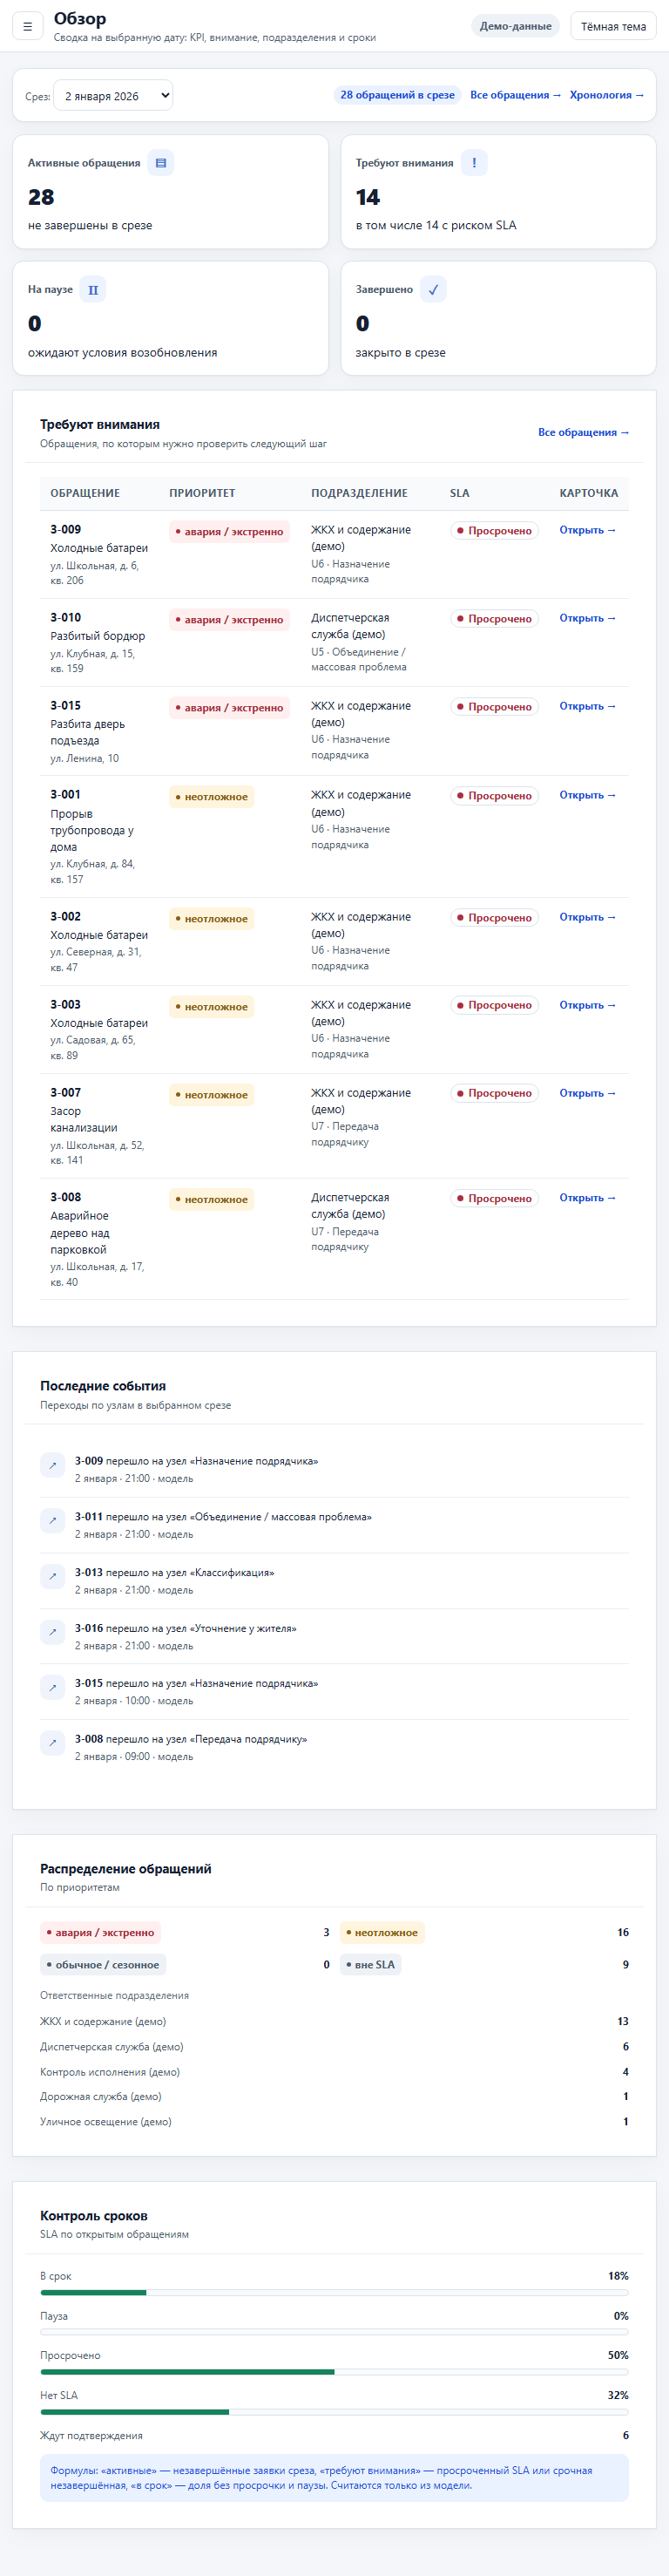 ☰
Обзор
Сводка на выбранную дату: KPI, внимание, подразделения и сроки
Демо-данные
Тёмная тема
Срез: 2 января 2026
28 обращений в срезе
Все обращения →
Хронология →
Активные обращения
28
не завершены в срезе
Требуют внимания !
14
в том числе 14 с риском SLA
На паузе
0
ожидают условия возобновления
Завершено ✓
0
закрыто в срезе
Требуют внимания
Обращения, по которым нужно проверить следующий шаг
Все обращения →
ОБРАЩЕНИЕ ПРИОРИТЕТ ПОДРАЗДЕЛЕНИЕ SLA КАРТОЧКА
З-009
Холодные батареи
ул. Школьная, д. 6,
кв. 206
авария / экстренно
ЖКХ и содержание
(демо)
U6 · Назначение
подрядчика
Просрочено
Открыть →
З-010
Разбитый бордюр
ул. Клубная, д. 15,
кв. 159
авария / экстренно
Диспетчерская
служба (демо)
U5 · Объединение /
массовая проблема
Просрочено
Открыть →
З-015
Разбита дверь
подъезда
ул. Ленина, 10
авария / экстренно
ЖКХ и содержание
(демо)
U6 · Назначение
подрядчика
Просрочено
Открыть →
З-001
Прорыв
трубопровода у
дома
ул. Клубная, д. 84,
кв. 157
неотложное
ЖКХ и содержание
(демо)
U6 · Назначение
подрядчика
Просрочено
Открыть →
З-002
Холодные батареи
ул. Северная, д. 31,
кв. 47
неотложное
ЖКХ и содержание
(демо)
U6 · Назначение
подрядчика
Просрочено
Открыть →
З-003
Холодные батареи
ул. Садовая, д. 65,
кв. 89
неотложное
ЖКХ и содержание
(демо)
U6 · Назначение
подрядчика
Просрочено
Открыть →
З-007
Засор
канализации
ул. Школьная, д. 52,
кв. 141
неотложное
ЖКХ и содержание
(демо)
U7 · Передача
подрядчику
Просрочено
Открыть →
З-008
Аварийное
дерево над
парковкой
ул. Школьная, д. 17,
кв. 40
неотложное
Диспетчерская
служба (демо)
U7 · Передача
подрядчику
Просрочено
Открыть →
Последние события
Переходы по узлам в выбранном срезе
З-009 перешло на узел «Назначение подрядчика»
2 января · 21:00 · модель
З-011 перешло на узел «Объединение / массовая проблема»
2 января · 21:00 · модель
З-013 перешло на узел «Классификация»
2 января · 21:00 · модель
З-016 перешло на узел «Уточнение у жителя»
2 января · 21:00 · модель
З-015 перешло на узел «Назначение подрядчика»
2 января · 10:00 · модель
З-008 перешло на узел «Передача подрядчику»
2 января · 09:00 · модель
Распределение обращений
По приоритетам
авария / экстренно 3
неотложное 16
обычное / сезонное 0
вне SLA 9
Ответственные подразделения
ЖКХ и содержание (демо) 13
Диспетчерская служба (демо) 6
Контроль исполнения (демо) 4
Дорожная служба (демо) 1
Уличное освещение (демо) 1
Контроль сроков
SLA по открытым обращениям
В срок 18%
Пауза 0%
Просрочено 50%
Нет SLA 32%
Ждут подтверждения 6
Формулы: «активные» — незавершённые заявки среза, «требуют внимания» — просроченный SLA или срочная
незавершённая, «в срок» — доля без просрочки и паузы. Считаются только из модели.